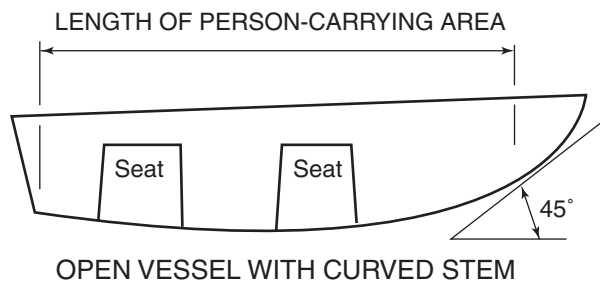 LENGTH OF PERSON-CARRYING AREA
Seat Seat
45°
OPEN VESSEL WITH CURVED STEM